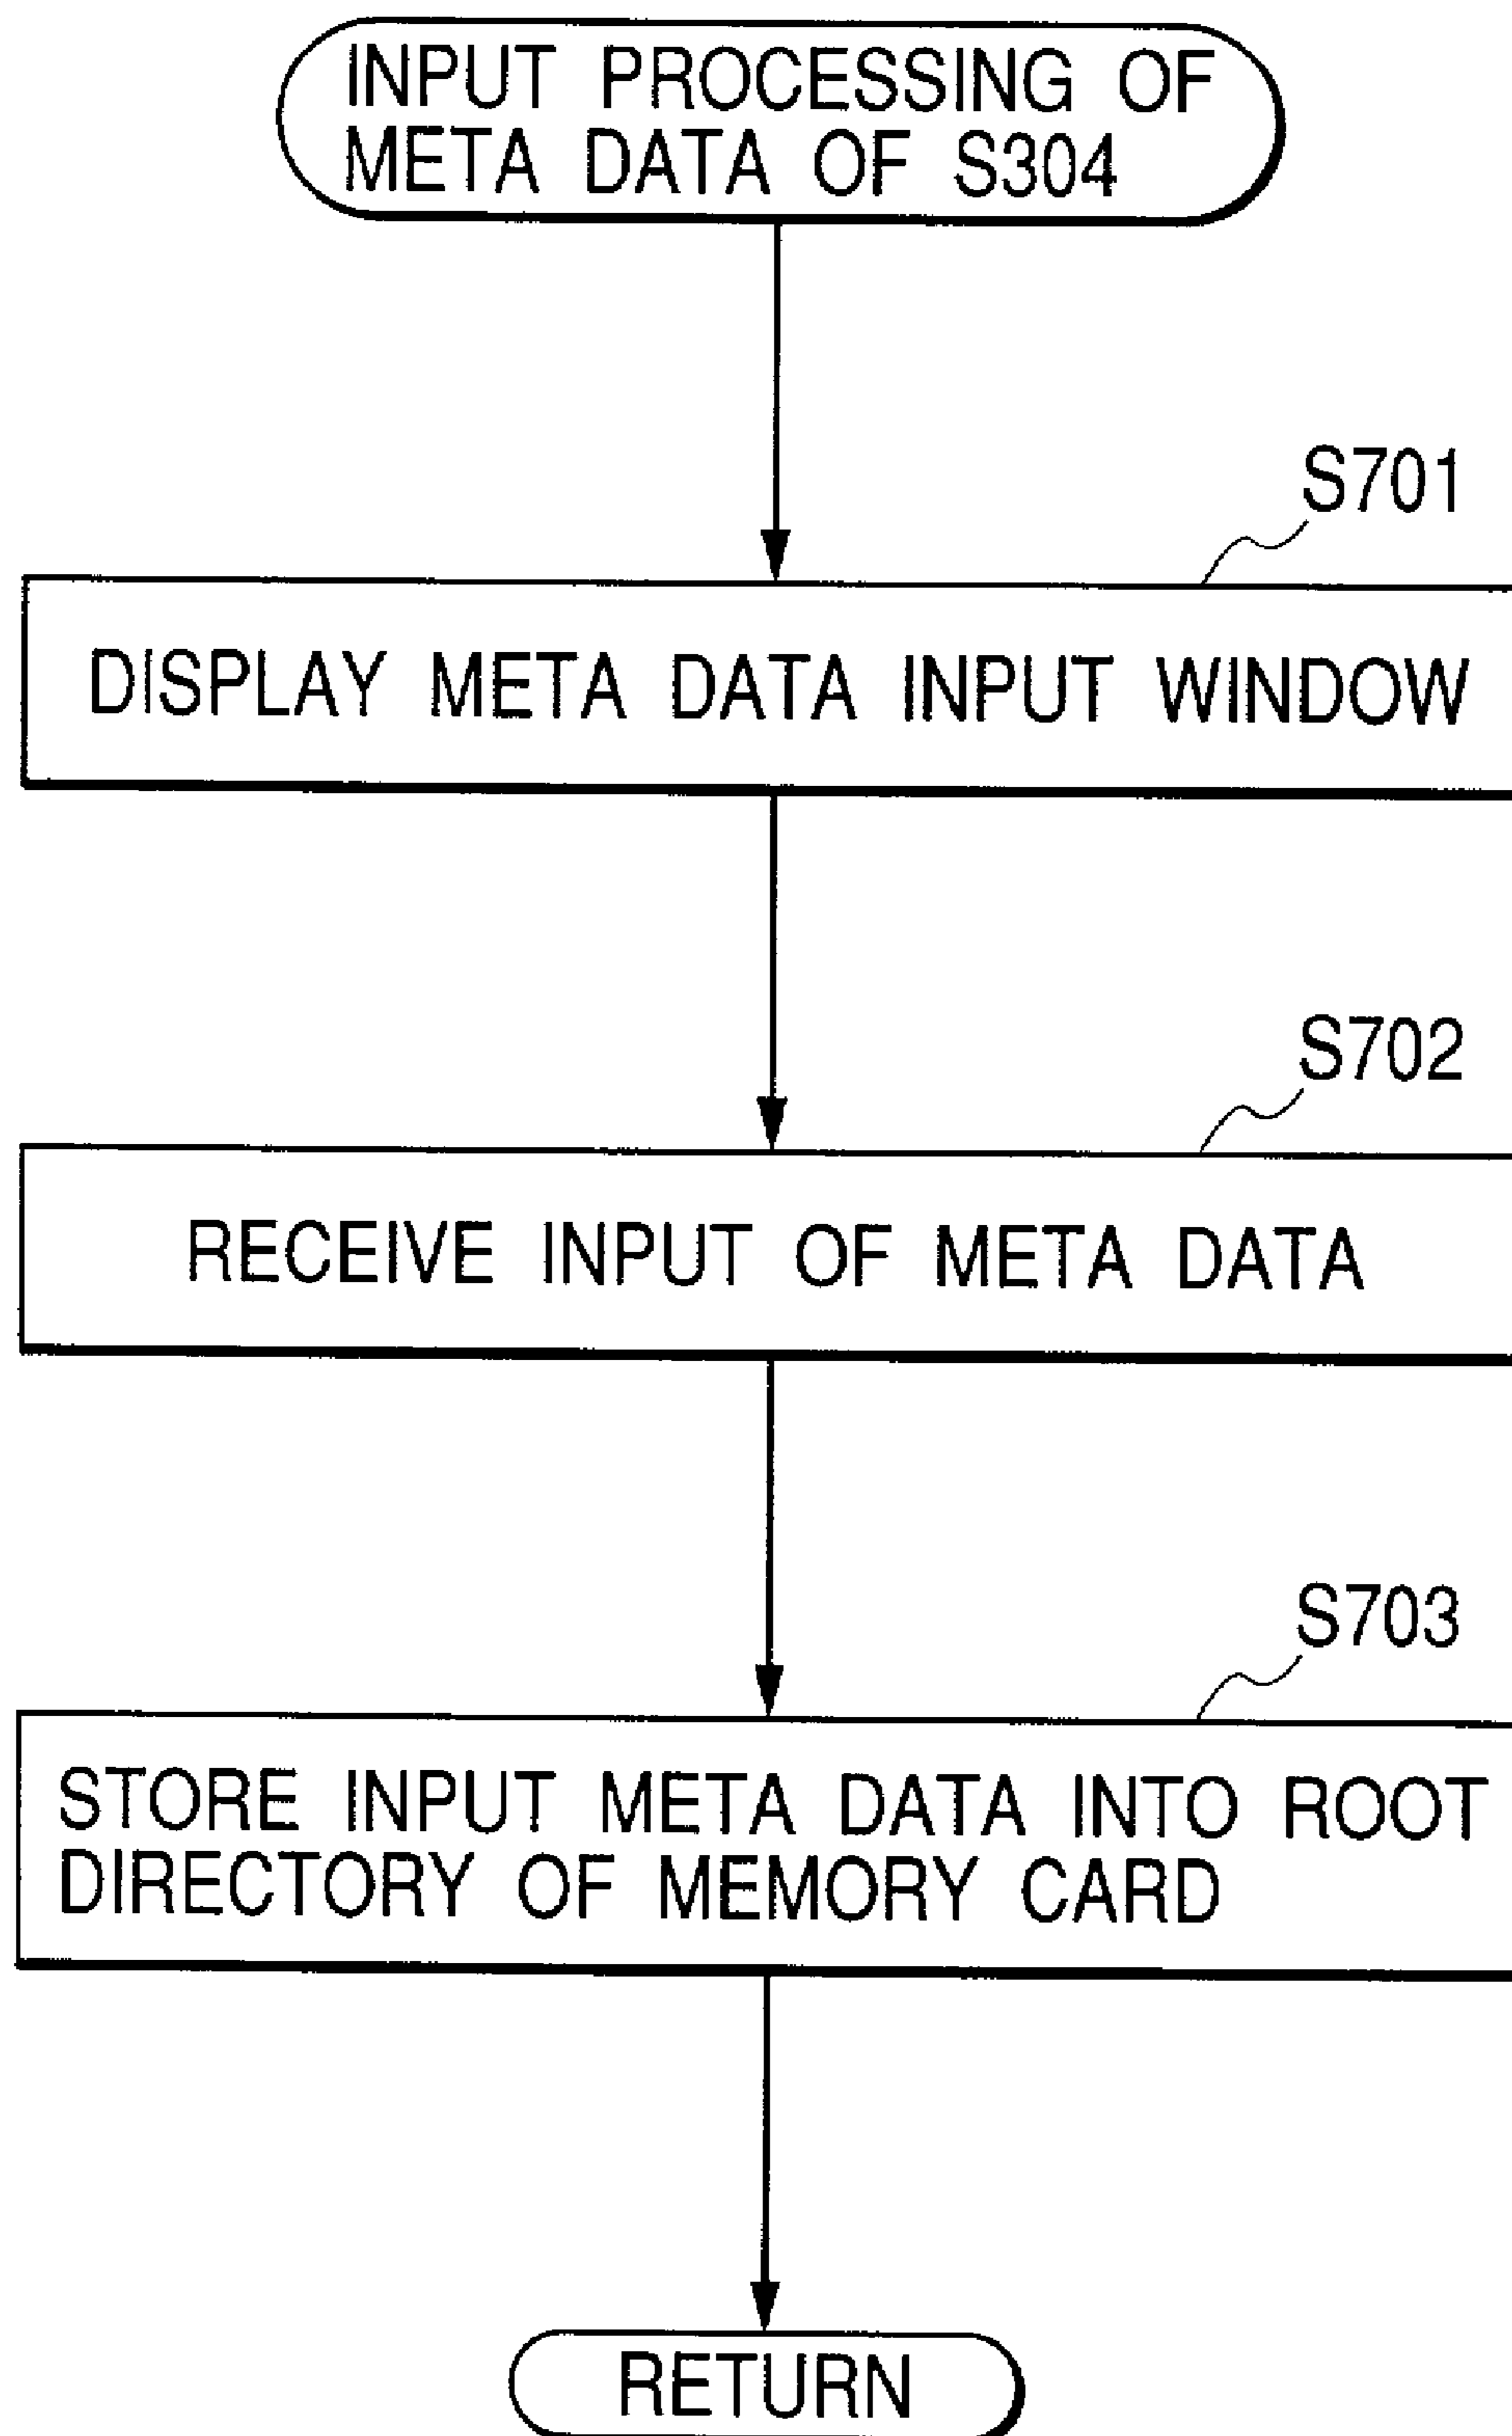 INPUT PROCESSING OF
META DATA OF S304
S701
DISPLAY META DATA INPUT WINDOW
S702
RECEIVE INPUT OF META DATA
S703
STORE INPUT META DATA INTO ROOT
DIRECTORY OF MEMORY CARD
RETURN